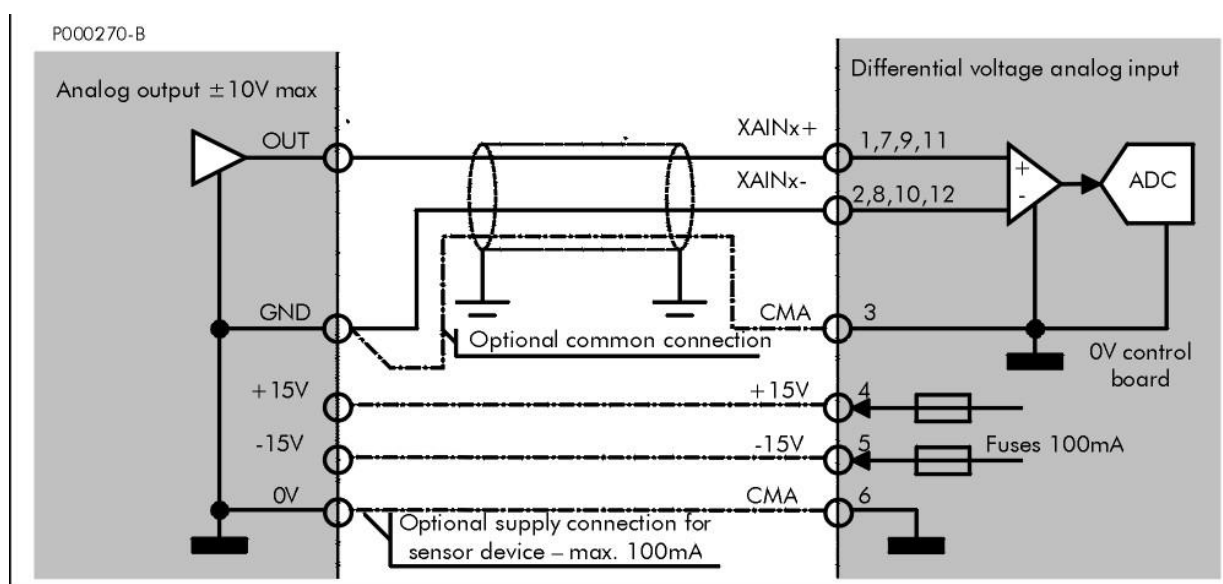 P000270-B
Analog output ±10V max
Differential voltage analog input
OUT
XAINx+
1,7,9,11
XAINx-
2,8,10,12
+
-
ADC
GND
CMA
3
Optional common connection
0V control
board
+15V
+15V
4
-15V
-15V
5
Fuses 100mA
0V
CMA
6
Optional supply connection for
sensor device – max. 100mA